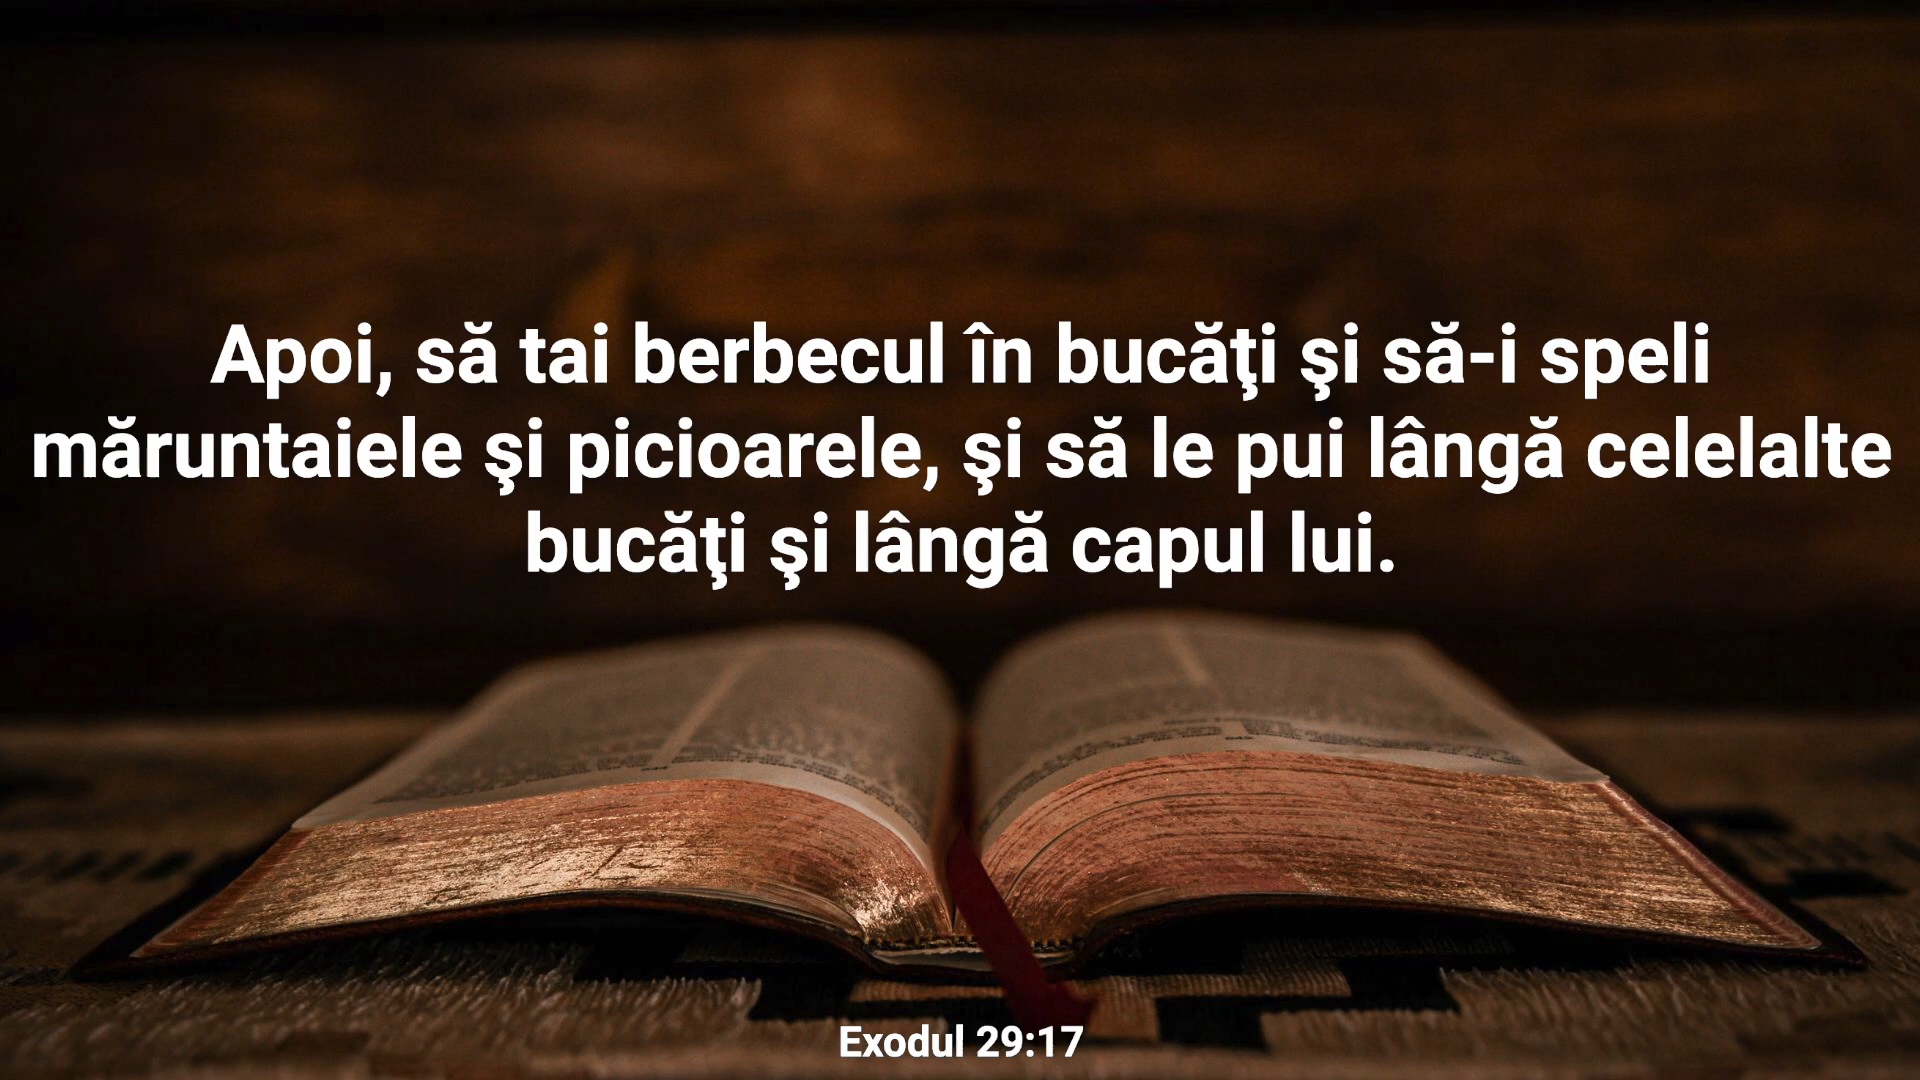 Apoi, să tai berbecul în bucăţi şi să-i speli
măruntaiele şi picioarele, şi să le pui lângă celelalte
bucăţi şi lângă capul lui.
Exodul 29:17